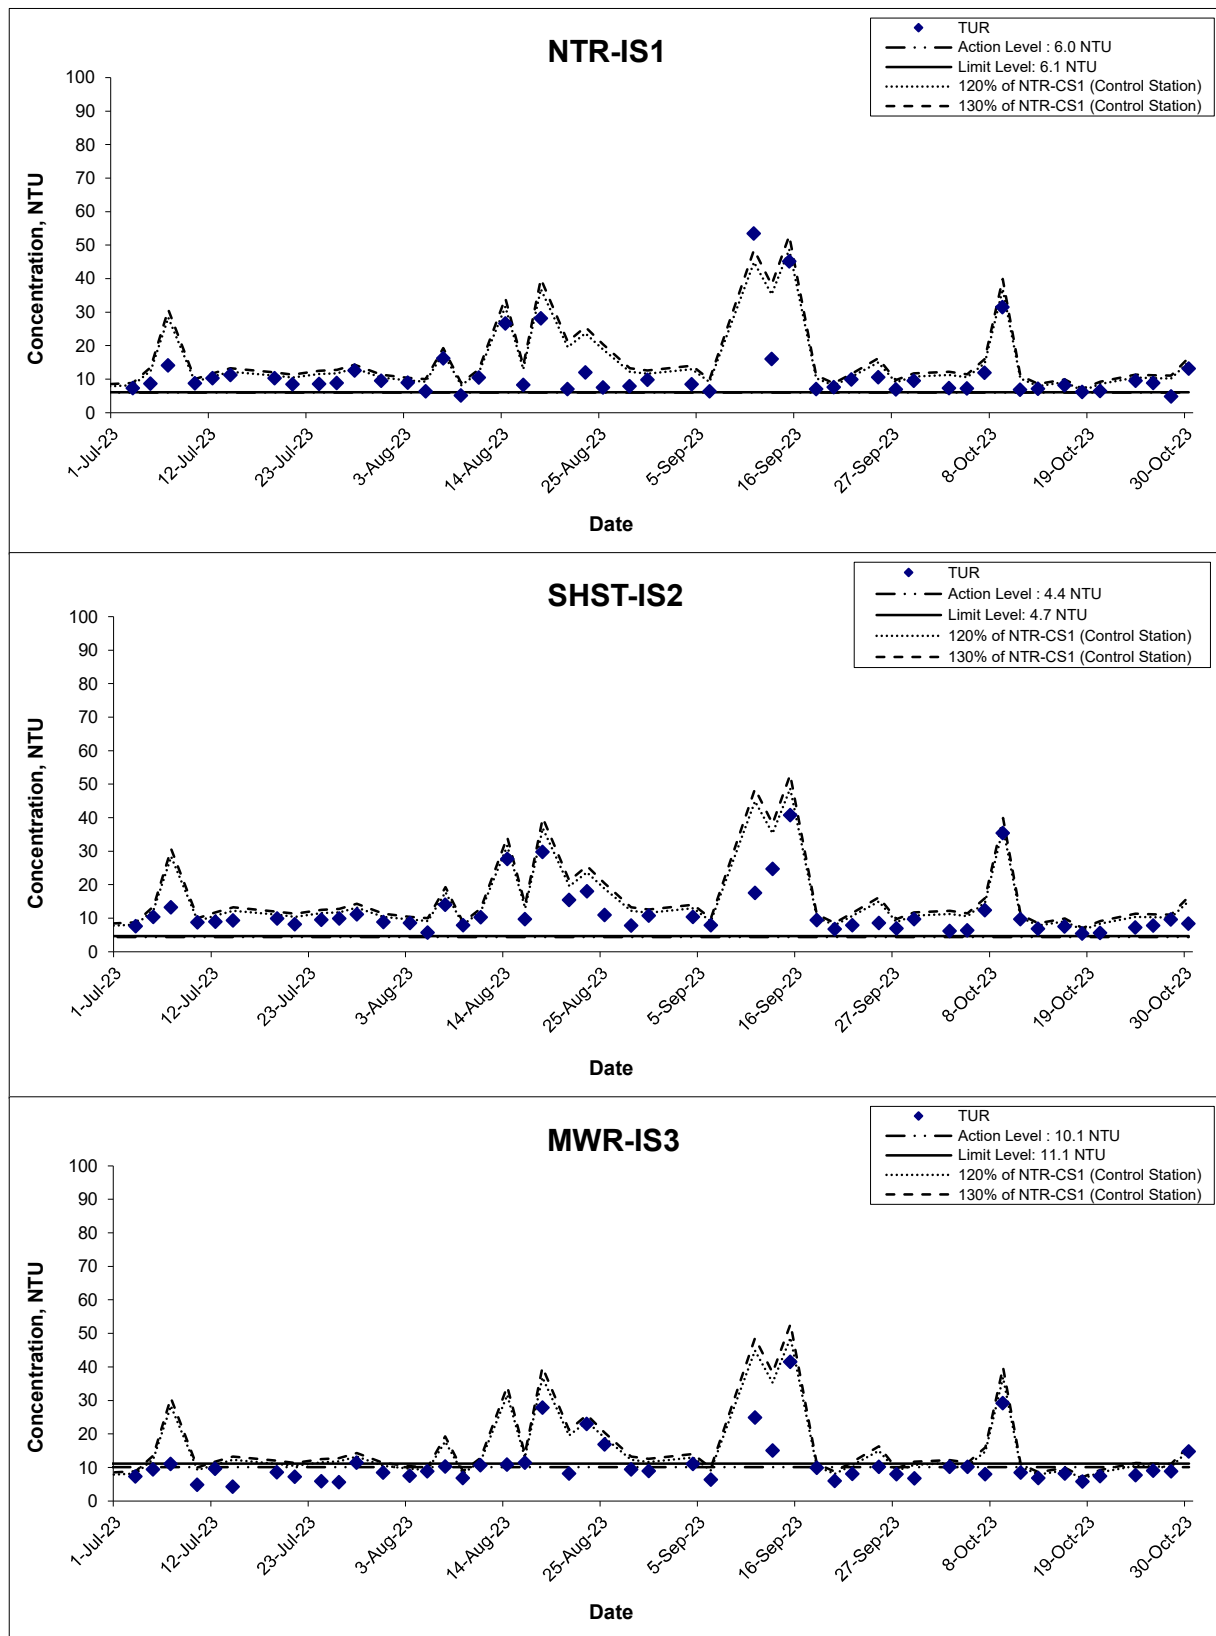 NTR-IS1
TUR
Action Level : 6.0 NTU
Limit Level: 6.1 NTU
120% of NTR-CS1 (Control Station)
130% of NTR-CS1 (Control Station)
Concentration, NTU
100
90
80
70
60
50
40
30
20
10
0
1-Jul-23
12-Jul-23
23-Jul-23
3-Aug-23
14-Aug-23
25-Aug-23
5-Sep-23
16-Sep-23
27-Sep-23
8-Oct-23
19-Oct-23
30-Oct-23
Date
SHST-IS2
TUR
Action Level : 4.4 NTU
Limit Level: 4.7 NTU
120% of NTR-CS1 (Control Station)
130% of NTR-CS1 (Control Station)
Concentration, NTU
100
90
80
70
60
50
40
30
20
10
0
1-Jul-23
12-Jul-23
23-Jul-23
3-Aug-23
14-Aug-23
25-Aug-23
5-Sep-23
16-Sep-23
27-Sep-23
8-Oct-23
19-Oct-23
30-Oct-23
Date
MWR-IS3
TUR
Action Level : 10.1 NTU
Limit Level: 11.1 NTU
120% of NTR-CS1 (Control Station)
130% of NTR-CS1 (Control Station)
Concentration, NTU
100
90
80
70
60
50
40
30
20
10
0
1-Jul-23
12-Jul-23
23-Jul-23
3-Aug-23
14-Aug-23
25-Aug-23
5-Sep-23
16-Sep-23
27-Sep-23
8-Oct-23
19-Oct-23
30-Oct-23
Date